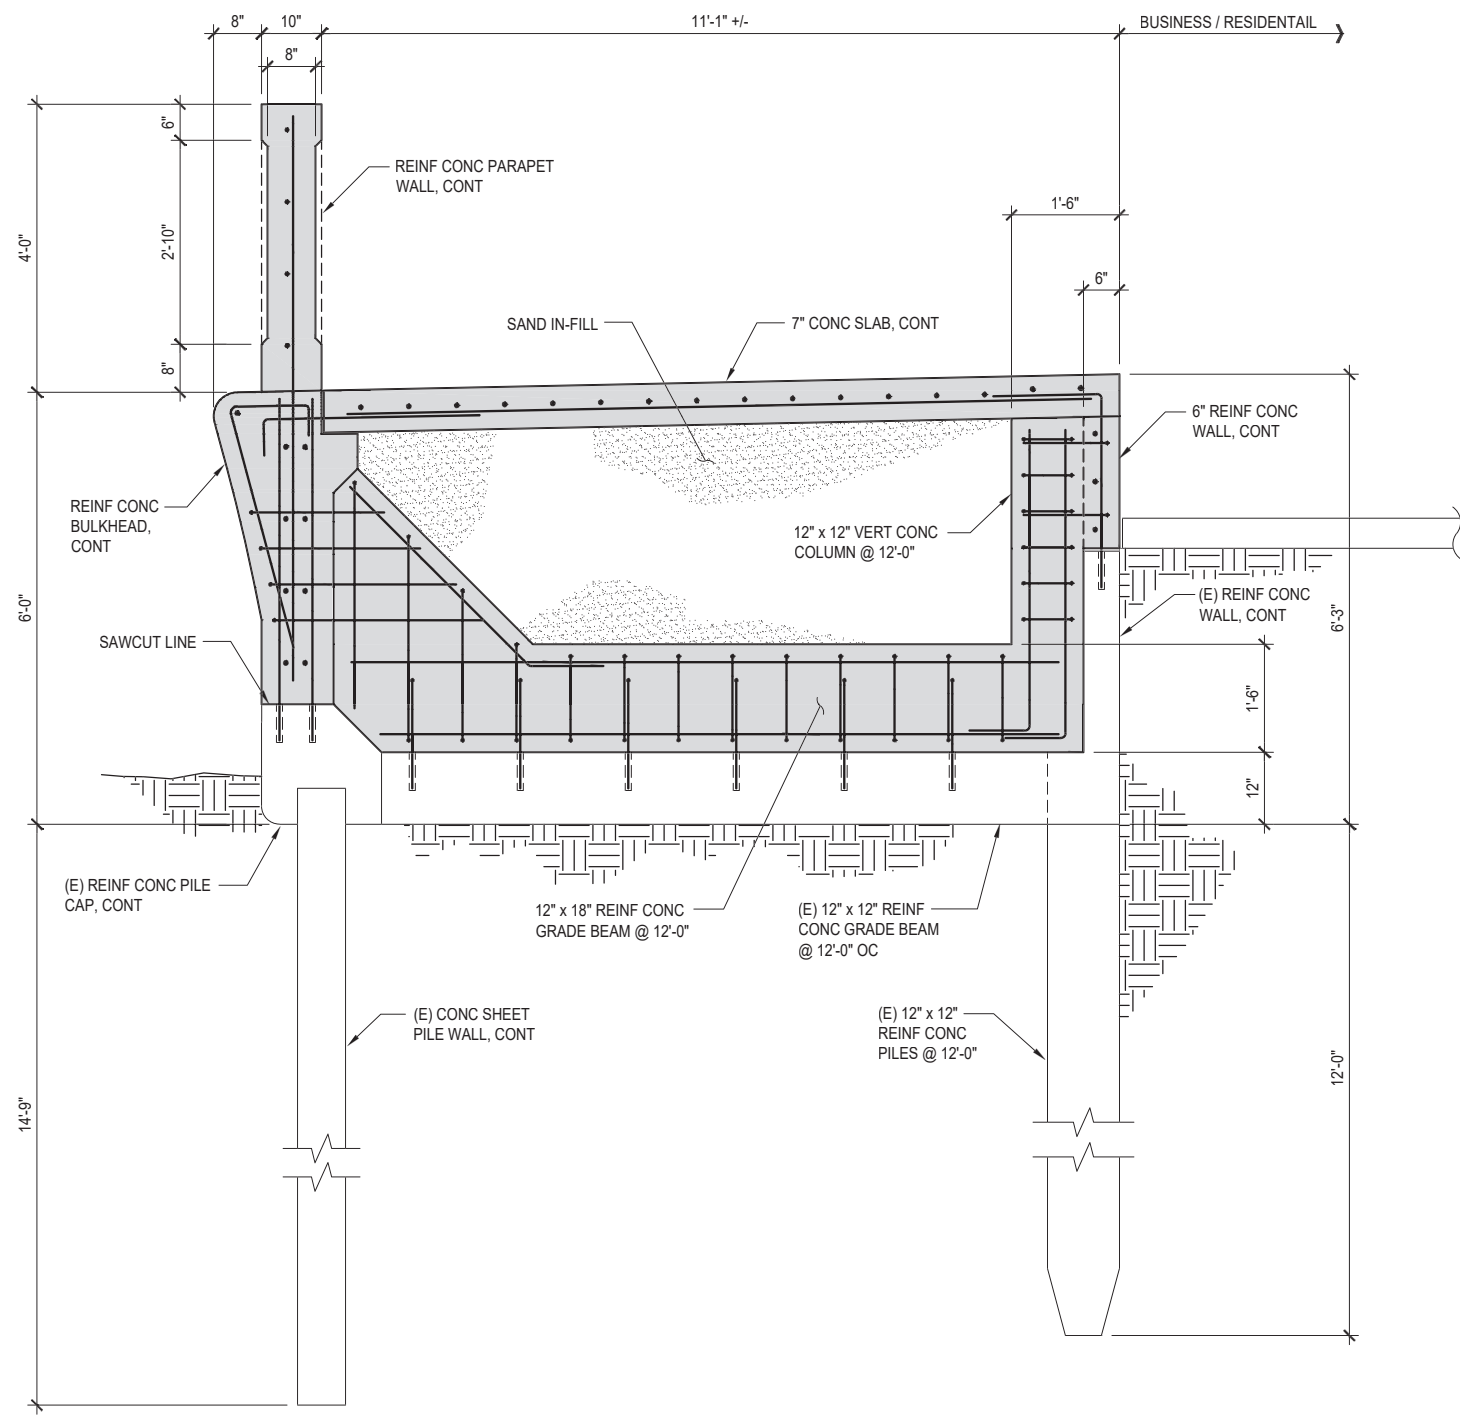 8"
10"
11'-1" +/-
BUSINESS / RESIDENTAIL
8"
6"
REINF CONC PARAPET
WALL, CONT
1'-6"
4'-0"
2'-10"
6"
SAND IN-FILL
7" CONC SLAB, CONT
8"
6" REINF CONC
WALL, CONT
REINF CONC
BULKHEAD,
CONT
12" x 12" VERT CONC
COLUMN @ 12'-0"
(E) REINF CONC
WALL, CONT
6'-0"
6'-3"
SAWCUT LINE
1'-6"
12"
(E) REINF CONC PILE
CAP, CONT
12" x 18" REINF CONC
GRADE BEAM @ 12'-0"
(E) 12" x 12" REINF
CONC GRADE BEAM
@ 12'-0" OC
(E) CONC SHEET
PILE WALL, CONT
(E) 12" x 12"
REINF CONC
PILES @ 12'-0"
12'-0"
14'-9"